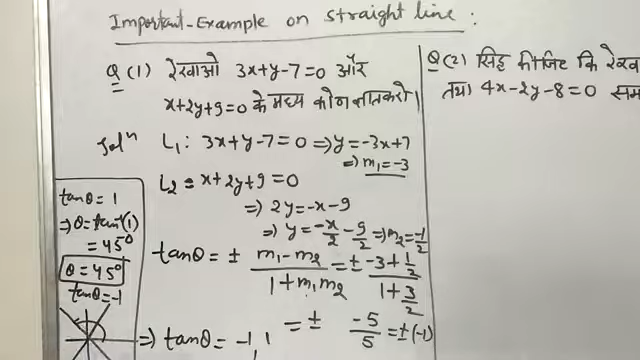 Important Example on straight line :
Q (1) रेखाओ 3x+y-7=0 और
x+2y+9=0 के मध्य कोण ज्ञात करो।
Solⁿ L₁ : 3x+y-7=0 ⇒ y=-3x+7
⇒ m₁=-3
L₂ = x+2y+9=0
⇒ 2y=-x-9
⇒ y=-x/2-9/2 ⇒ m₂=-1/2
tanθ = ± (m₁-m₂)/(1+m₁m₂) = ± (-3+1/2)/(1+3/2)
= ± -5/5 = ±(-1)
⇒ tanθ = -1, 1
tanθ = 1
⇒ θ=tan⁻¹(1)
= 45°
θ = 45°
tanθ=-1
Q (2) सिद्ध कीजिए कि रेखा
तथा 4x-2y-8=0 सम